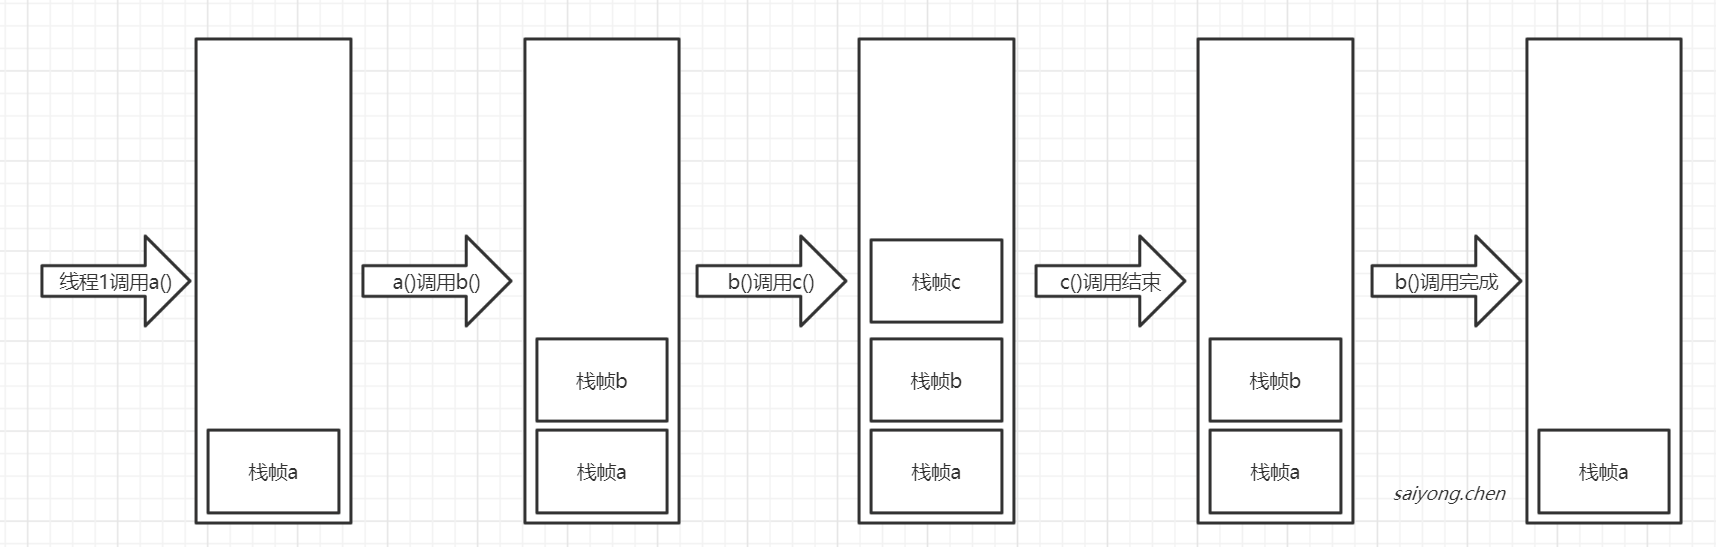 线程1调用a()
栈帧a
a()调用b()
栈帧b
栈帧a
b()调用c()
栈帧c
栈帧b
栈帧a
c()调用结束
栈帧b
栈帧a
b()调用完成
栈帧a
saiyong.chen